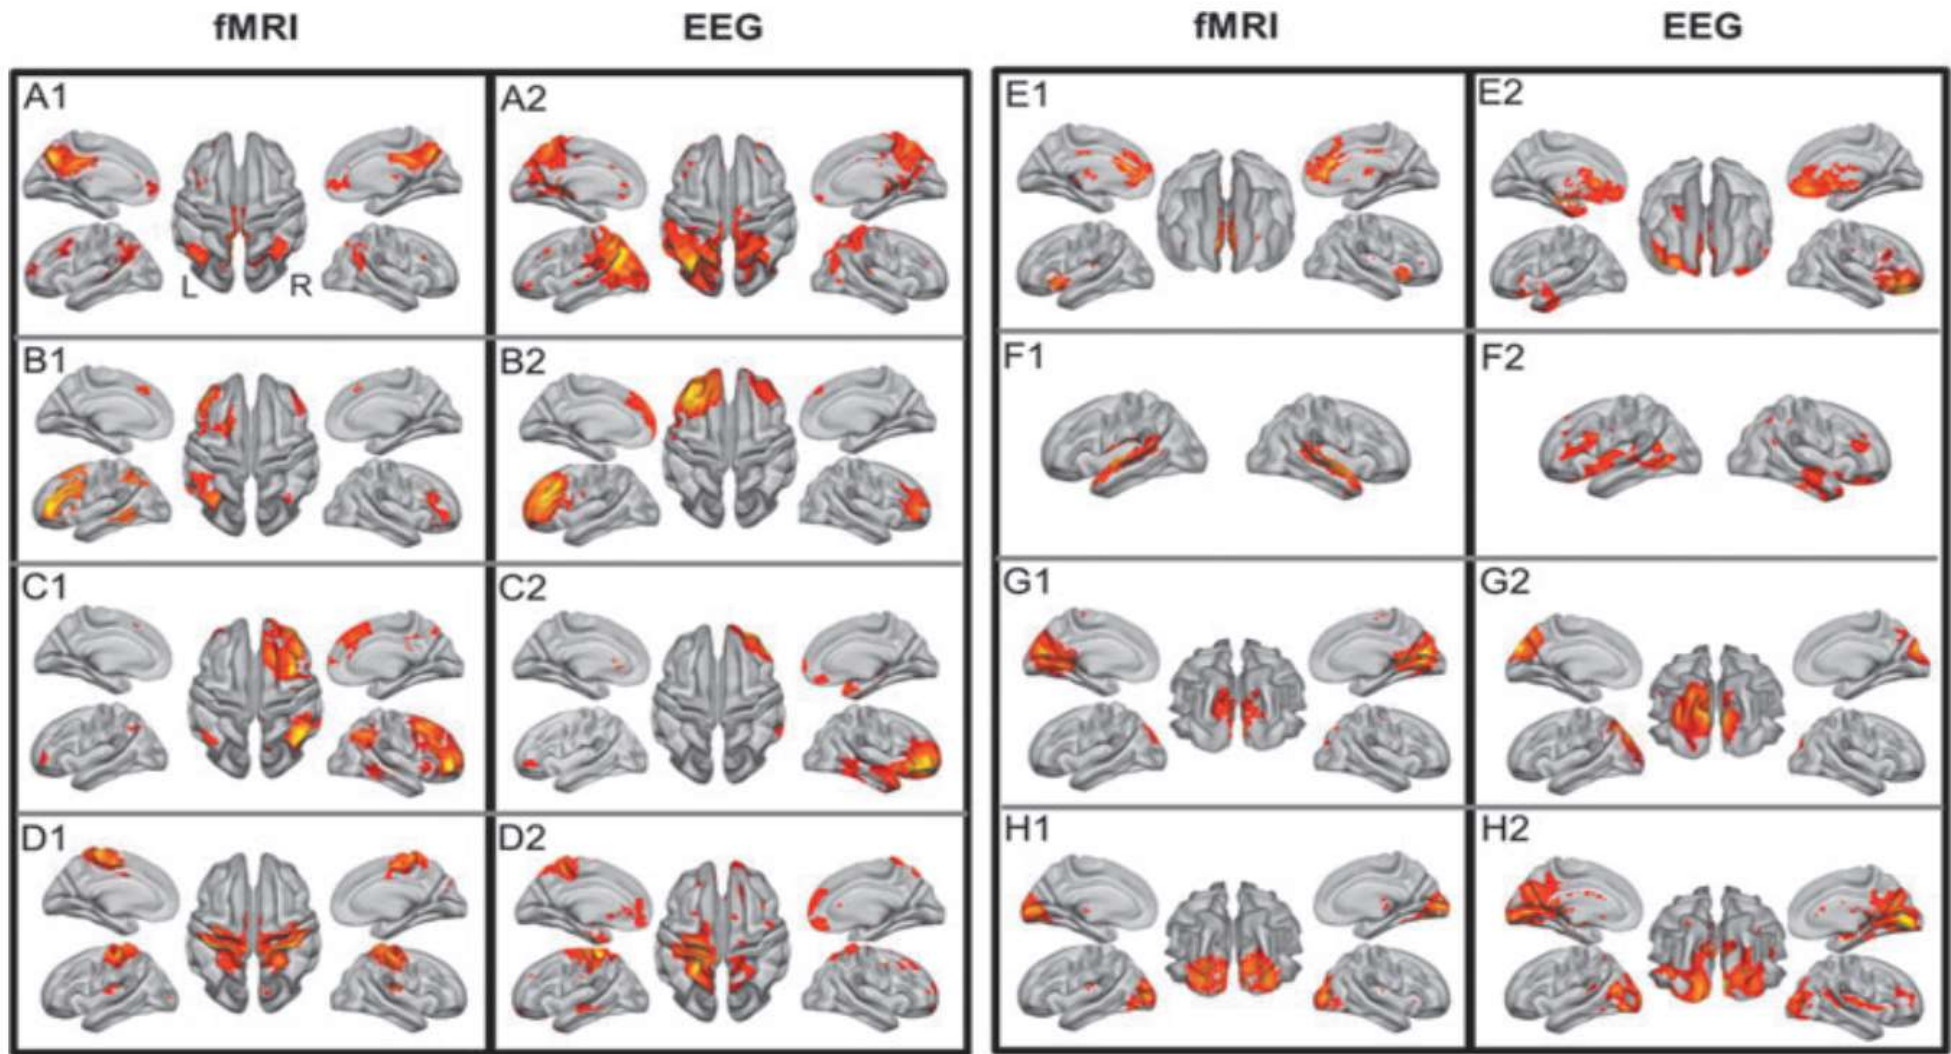 fMRI EEG fMRI EEG
A1 A2 E1 E2
L R
B1 B2 F1 F2
C1 C2 G1 G2
D1 D2 H1 H2